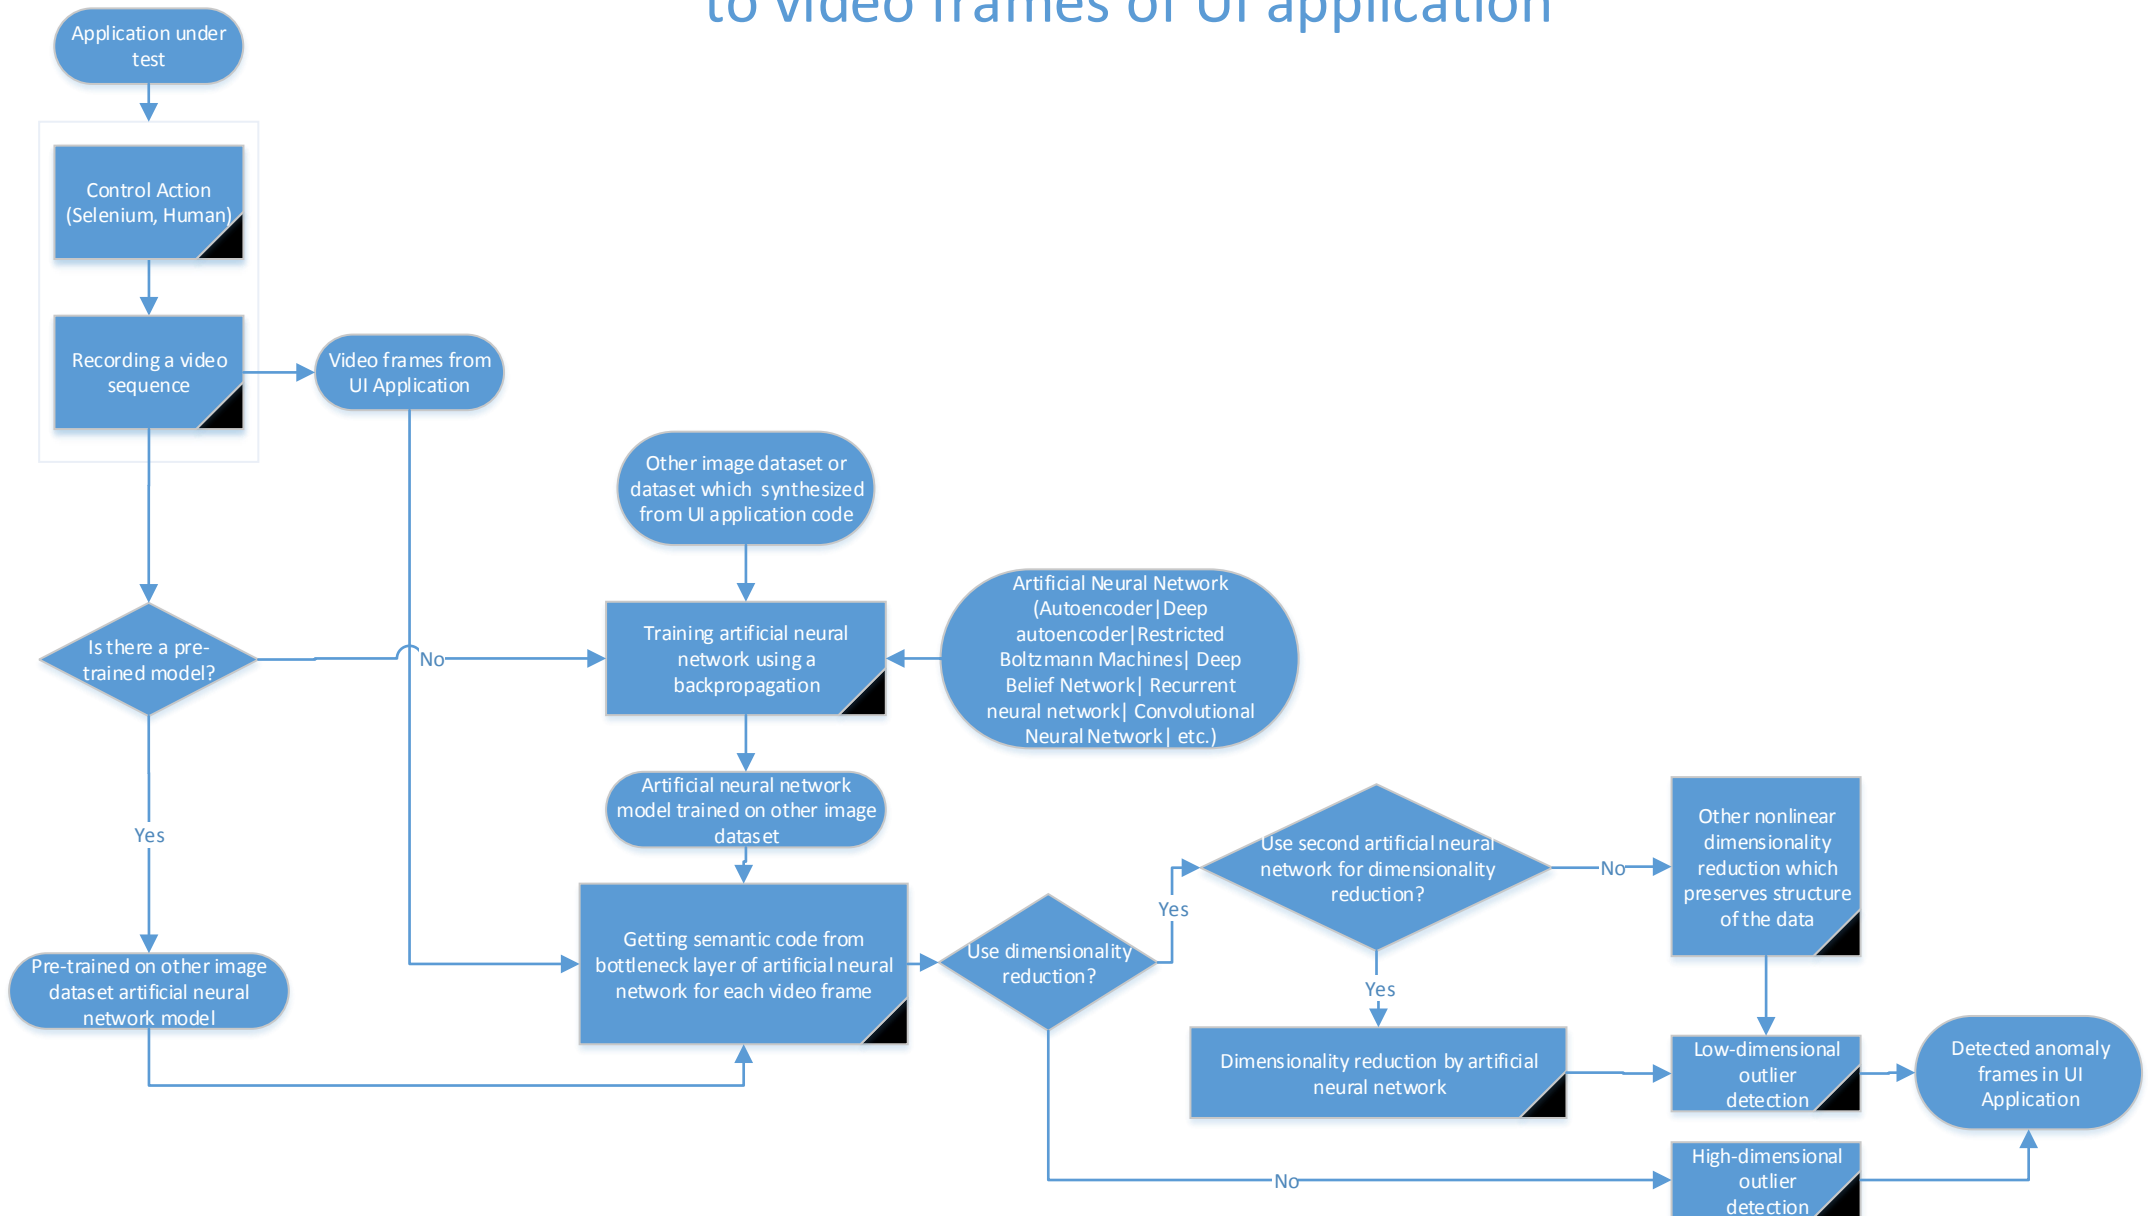 to video frames of UI application
Application under
test
Control Action
(Selenium, Human)
Recording a video
sequence
Video frames from
UI Application
Other image dataset or
dataset which synthesized
from UI application code
Is there a pre-
trained model?
No
Training artificial neural
network using a
backpropagation
Artificial Neural Network
(Autoencoder|Deep
autoencoder|Restricted
Boltzmann Machines| Deep
Belief Network| Recurrent
neural network| Convolutional
Neural Network| etc.)
Yes
Artificial neural network
model trained on other image
dataset
Pre-trained on other image
dataset artificial neural
network model
Getting semantic code from
bottleneck layer of artificial neural
network for each video frame
Use dimensionality
reduction?
Yes
Use second artificial neural
network for dimensionality
reduction?
No
Other nonlinear
dimensionality
reduction which
preserves structure
of the data
Yes
Dimensionality reduction by artificial
neural network
Low-dimensional
outlier
detection
Detected anomaly
frames in UI
Application
No
High-dimensional
outlier
detection